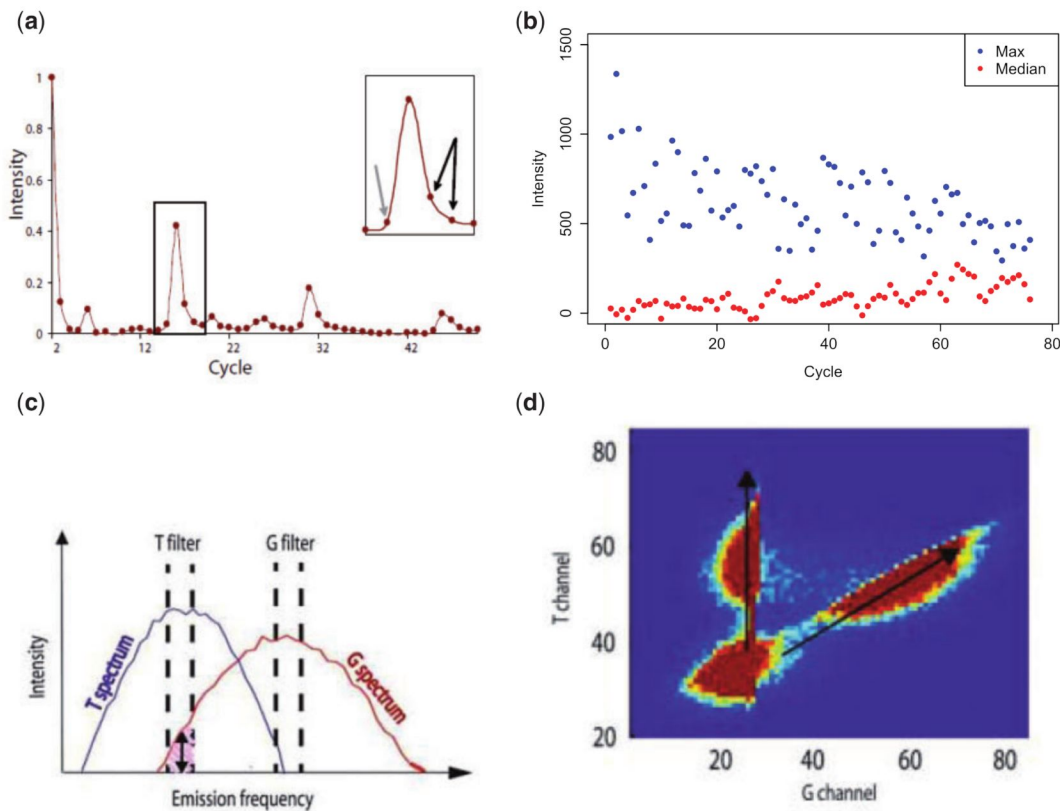 (a)
Intensity
1
0.8
0.6
0.4
0.2
0
2
12
22
32
42
Cycle
(b)
Intensity
1500
1000
500
0
0
20
40
60
80
Cycle
Max
Median
(c)
T filter
G filter
T spectrum
G spectrum
Intensity
Emission frequency
(d)
T channel
80
60
40
20
20
40
60
80
G channel